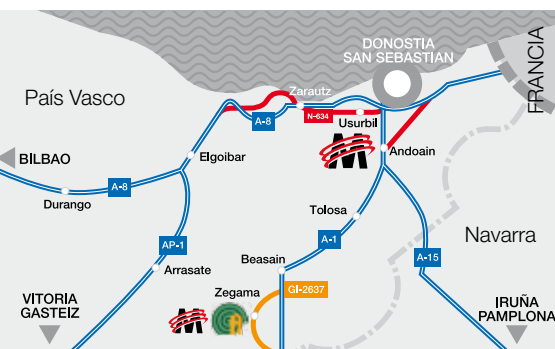 DONOSTIA
SAN SEBASTIAN
FRANCIA
País Vasco
Zarautz
N-634
Usurbil
A-8
BILBAO
Elgoibar
Andoain
A-8
Durango
Tolosa
AP-1
A-1
Navarra
Arrasate
Beasain
A-15
VITORIA
GASTEIZ
Zegama
GI-2637
IRUÑA
PAMPLONA